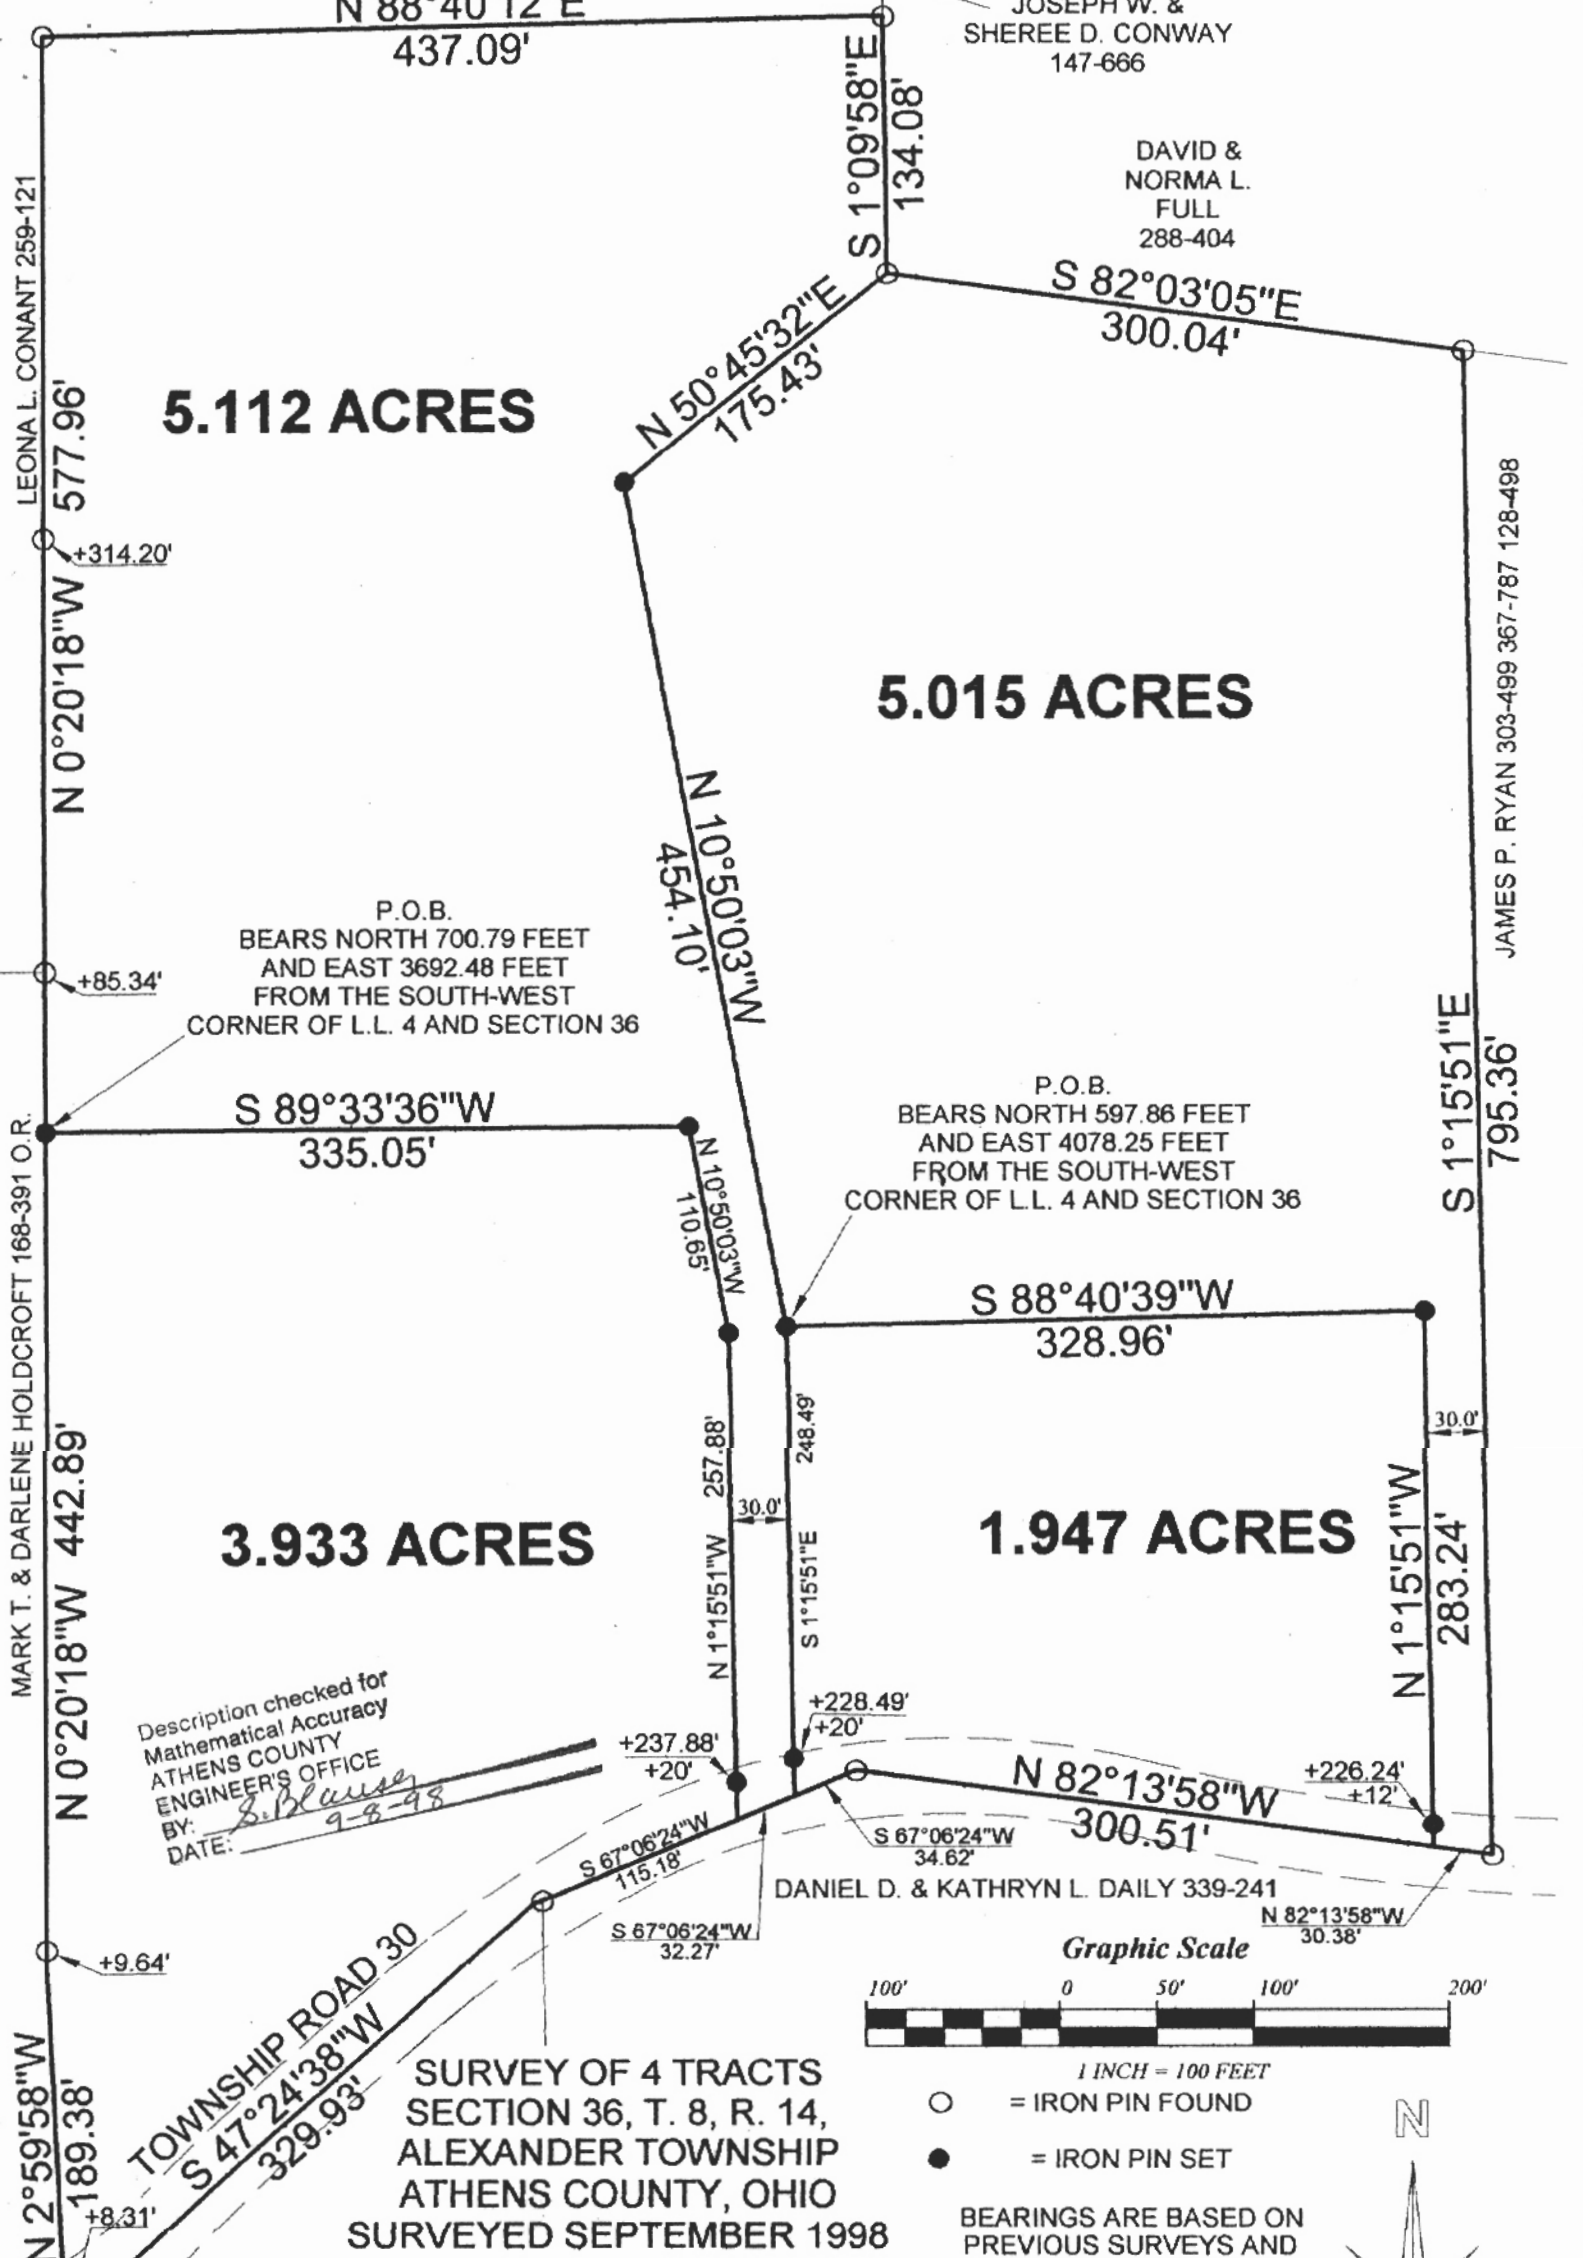 N 88°40'12"E
437.09'
JOSEPH W. &
SHEREE D. CONWAY
147-666
S 1°09'58"E
134.08'
DAVID &
NORMA L.
FULL
288-404
S 82°03'05"E
300.04'
N 50°45'32"E
175.43'
LEONA L. CONANT 259-121
N 0°20'18"W 577.96'
5.112 ACRES
+314.20'
5.015 ACRES
JAMES P. RYAN 303-499 367-787 128-498
N 10°50'03"W
454.10'
P.O.B.
BEARS NORTH 700.79 FEET
AND EAST 3692.48 FEET
FROM THE SOUTH-WEST
CORNER OF L.L. 4 AND SECTION 36
+85.34'
S 1°15'51"E
795.36'
P.O.B.
BEARS NORTH 597.86 FEET
AND EAST 4078.25 FEET
FROM THE SOUTH-WEST
CORNER OF L.L. 4 AND SECTION 36
S 89°33'36"W
335.05'
N 10°50'03"W
110.65'
MARK T. & DARLENE HOLDCROFT 168-391 O.R.
S 88°40'39"W
328.96'
N 0°20'18"W 442.89'
N 1°15'51"W 257.88'
248.49'
S 1°15'51"E
30.0'
30.0'
3.933 ACRES
1.947 ACRES
N 1°15'51"W
283.24'
Description checked for
Mathematical Accuracy
ATHENS COUNTY
ENGINEER'S OFFICE
BY: S. Blauser
DATE: 9-8-98
+237.88'
+20'
+228.49'
+20'
+226.24'
+12'
N 82°13'58"W
300.51'
S 67°06'24"W
115.18'
S 67°06'24"W
34.62'
DANIEL D. & KATHRYN L. DAILY 339-241
S 67°06'24"W
32.27'
N 82°13'58"W
30.38'
+9.64'
TOWNSHIP ROAD 30
S 47°24'38"W
329.93'
N 2°59'58"W
189.38'
+8.31'
Graphic Scale
100' 0 50' 100' 200'
1 INCH = 100 FEET
= IRON PIN FOUND
= IRON PIN SET
N
SURVEY OF 4 TRACTS
SECTION 36, T. 8, R. 14,
ALEXANDER TOWNSHIP
ATHENS COUNTY, OHIO
SURVEYED SEPTEMBER 1998
BEARINGS ARE BASED ON
PREVIOUS SURVEYS AND